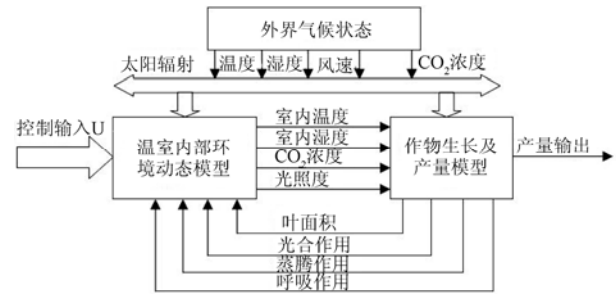 外界气候状态
太阳辐射 温度 湿度 风速 CO₂浓度
控制输入U
温室内部环
境动态模型
室内温度
室内湿度
CO₂浓度
光照度
作物生长及
产量模型
产量输出
叶面积
光合作用
蒸腾作用
呼吸作用